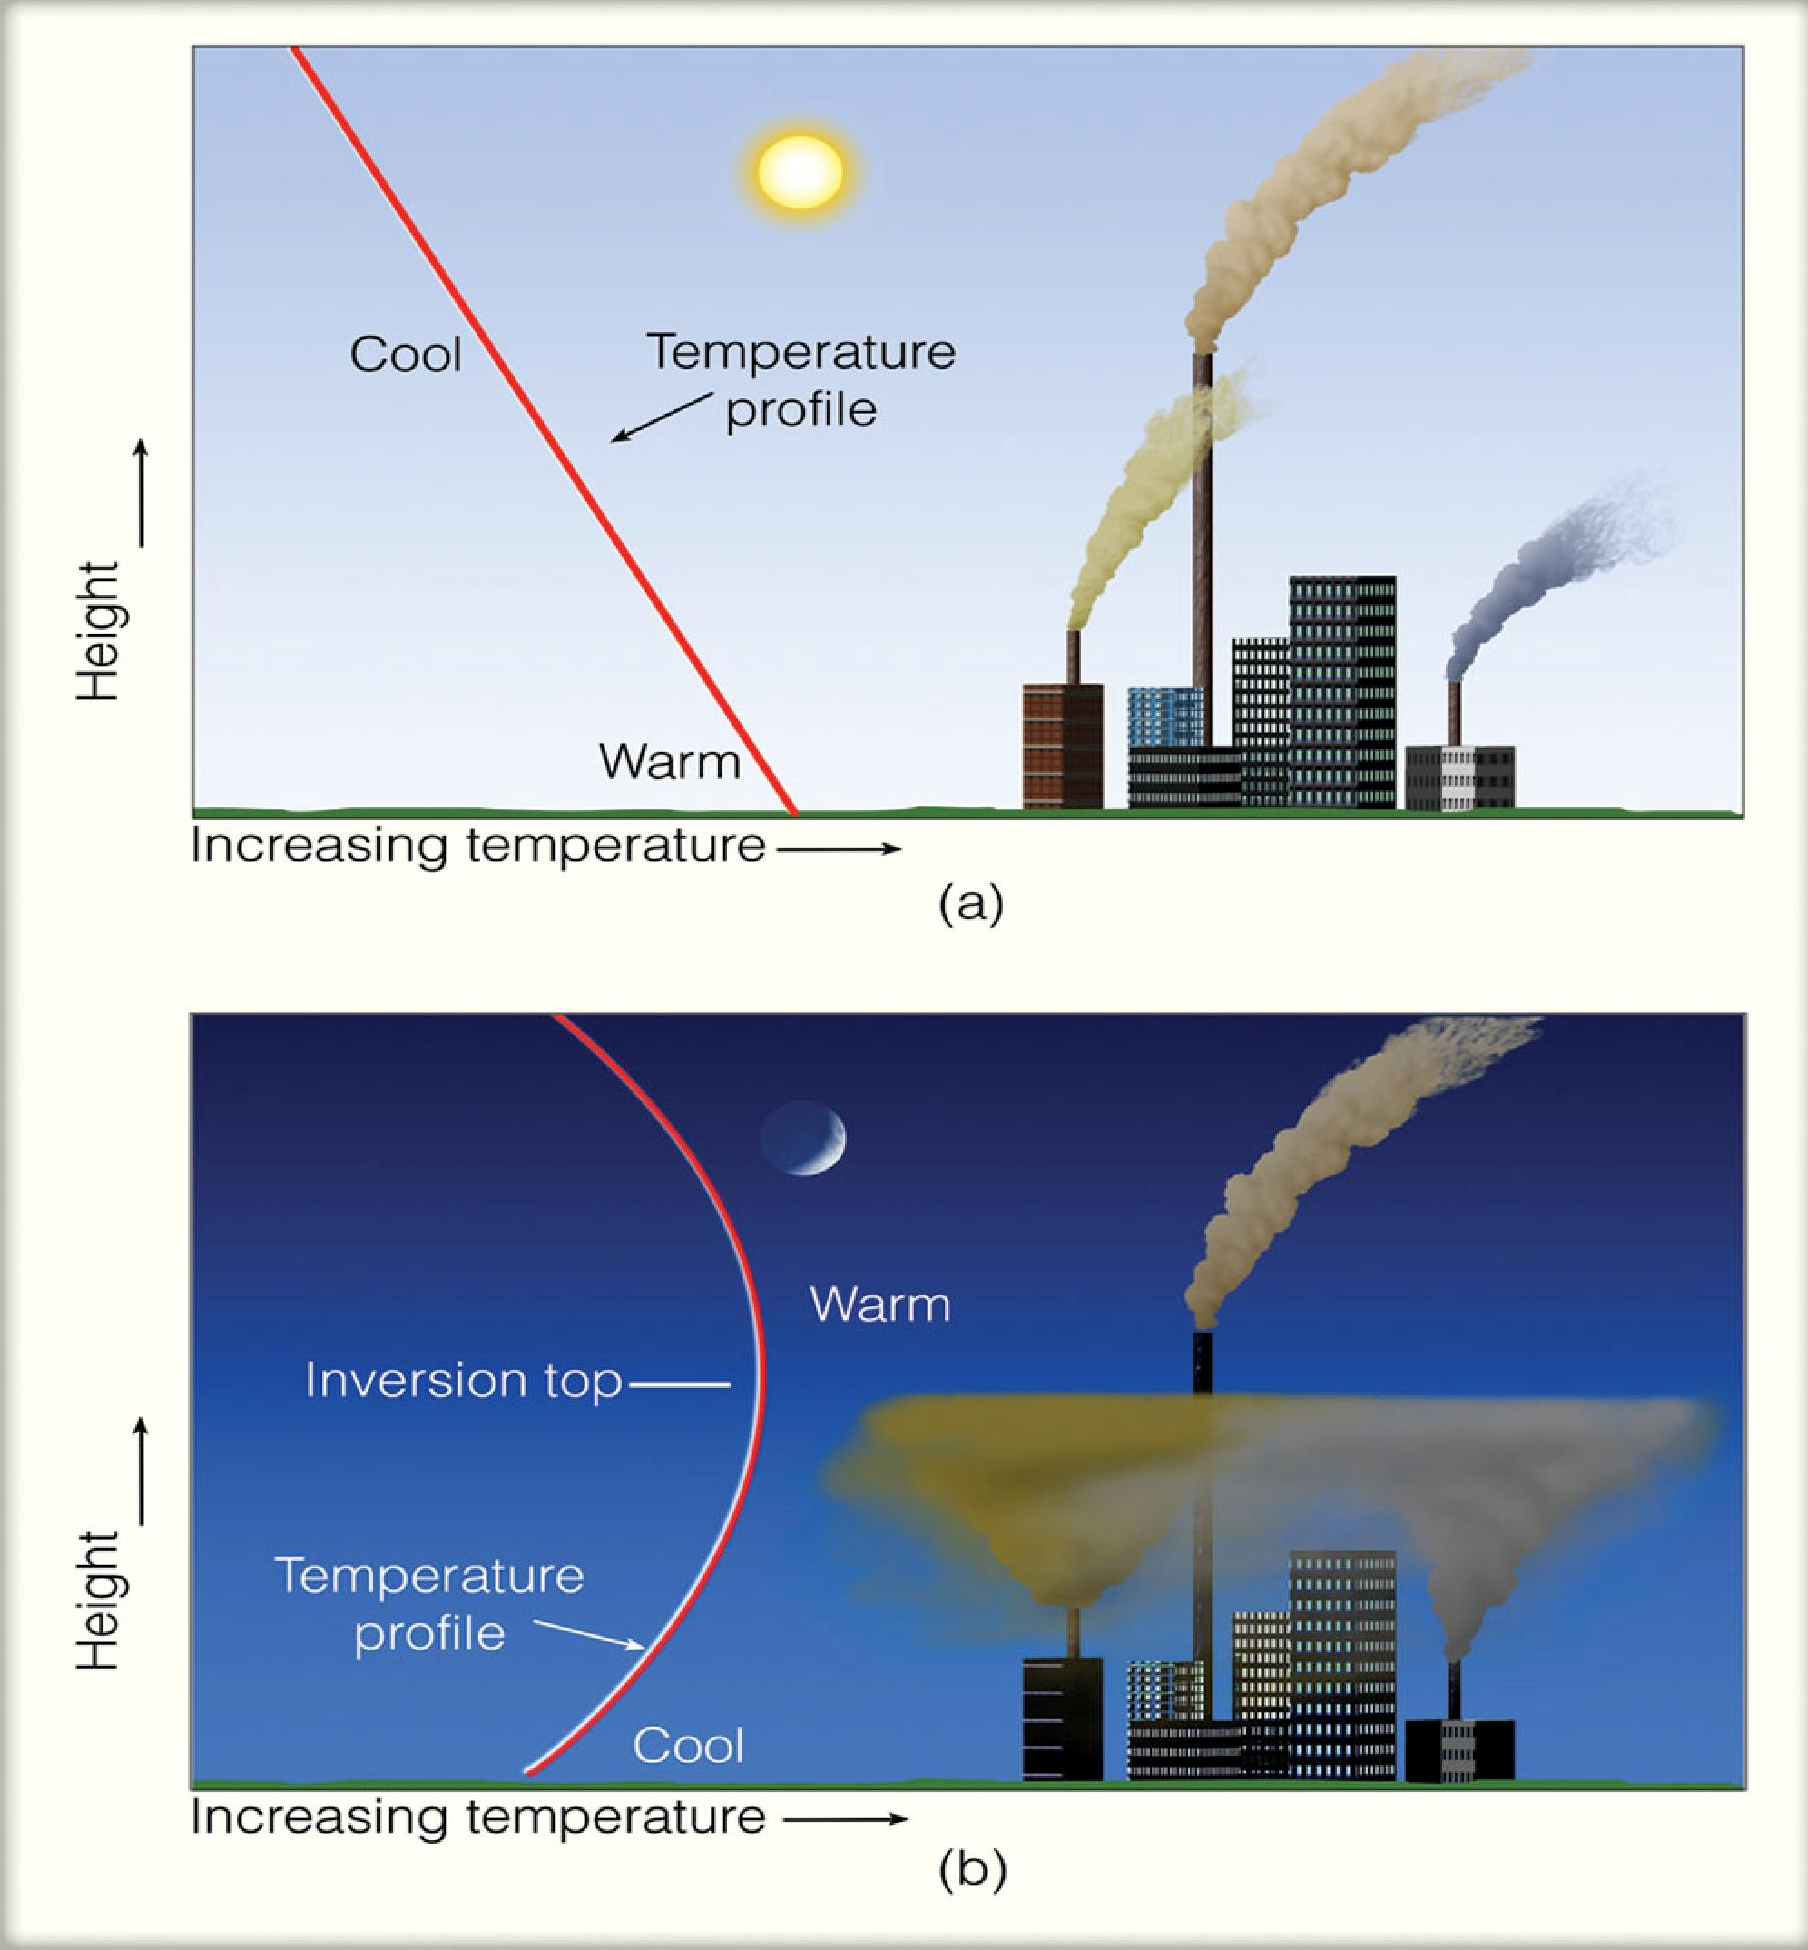 Cool
Temperature
profile
Height
Warm
Increasing temperature
(a)
Warm
Inversion top
Temperature
profile
Height
Cool
Increasing temperature
(b)